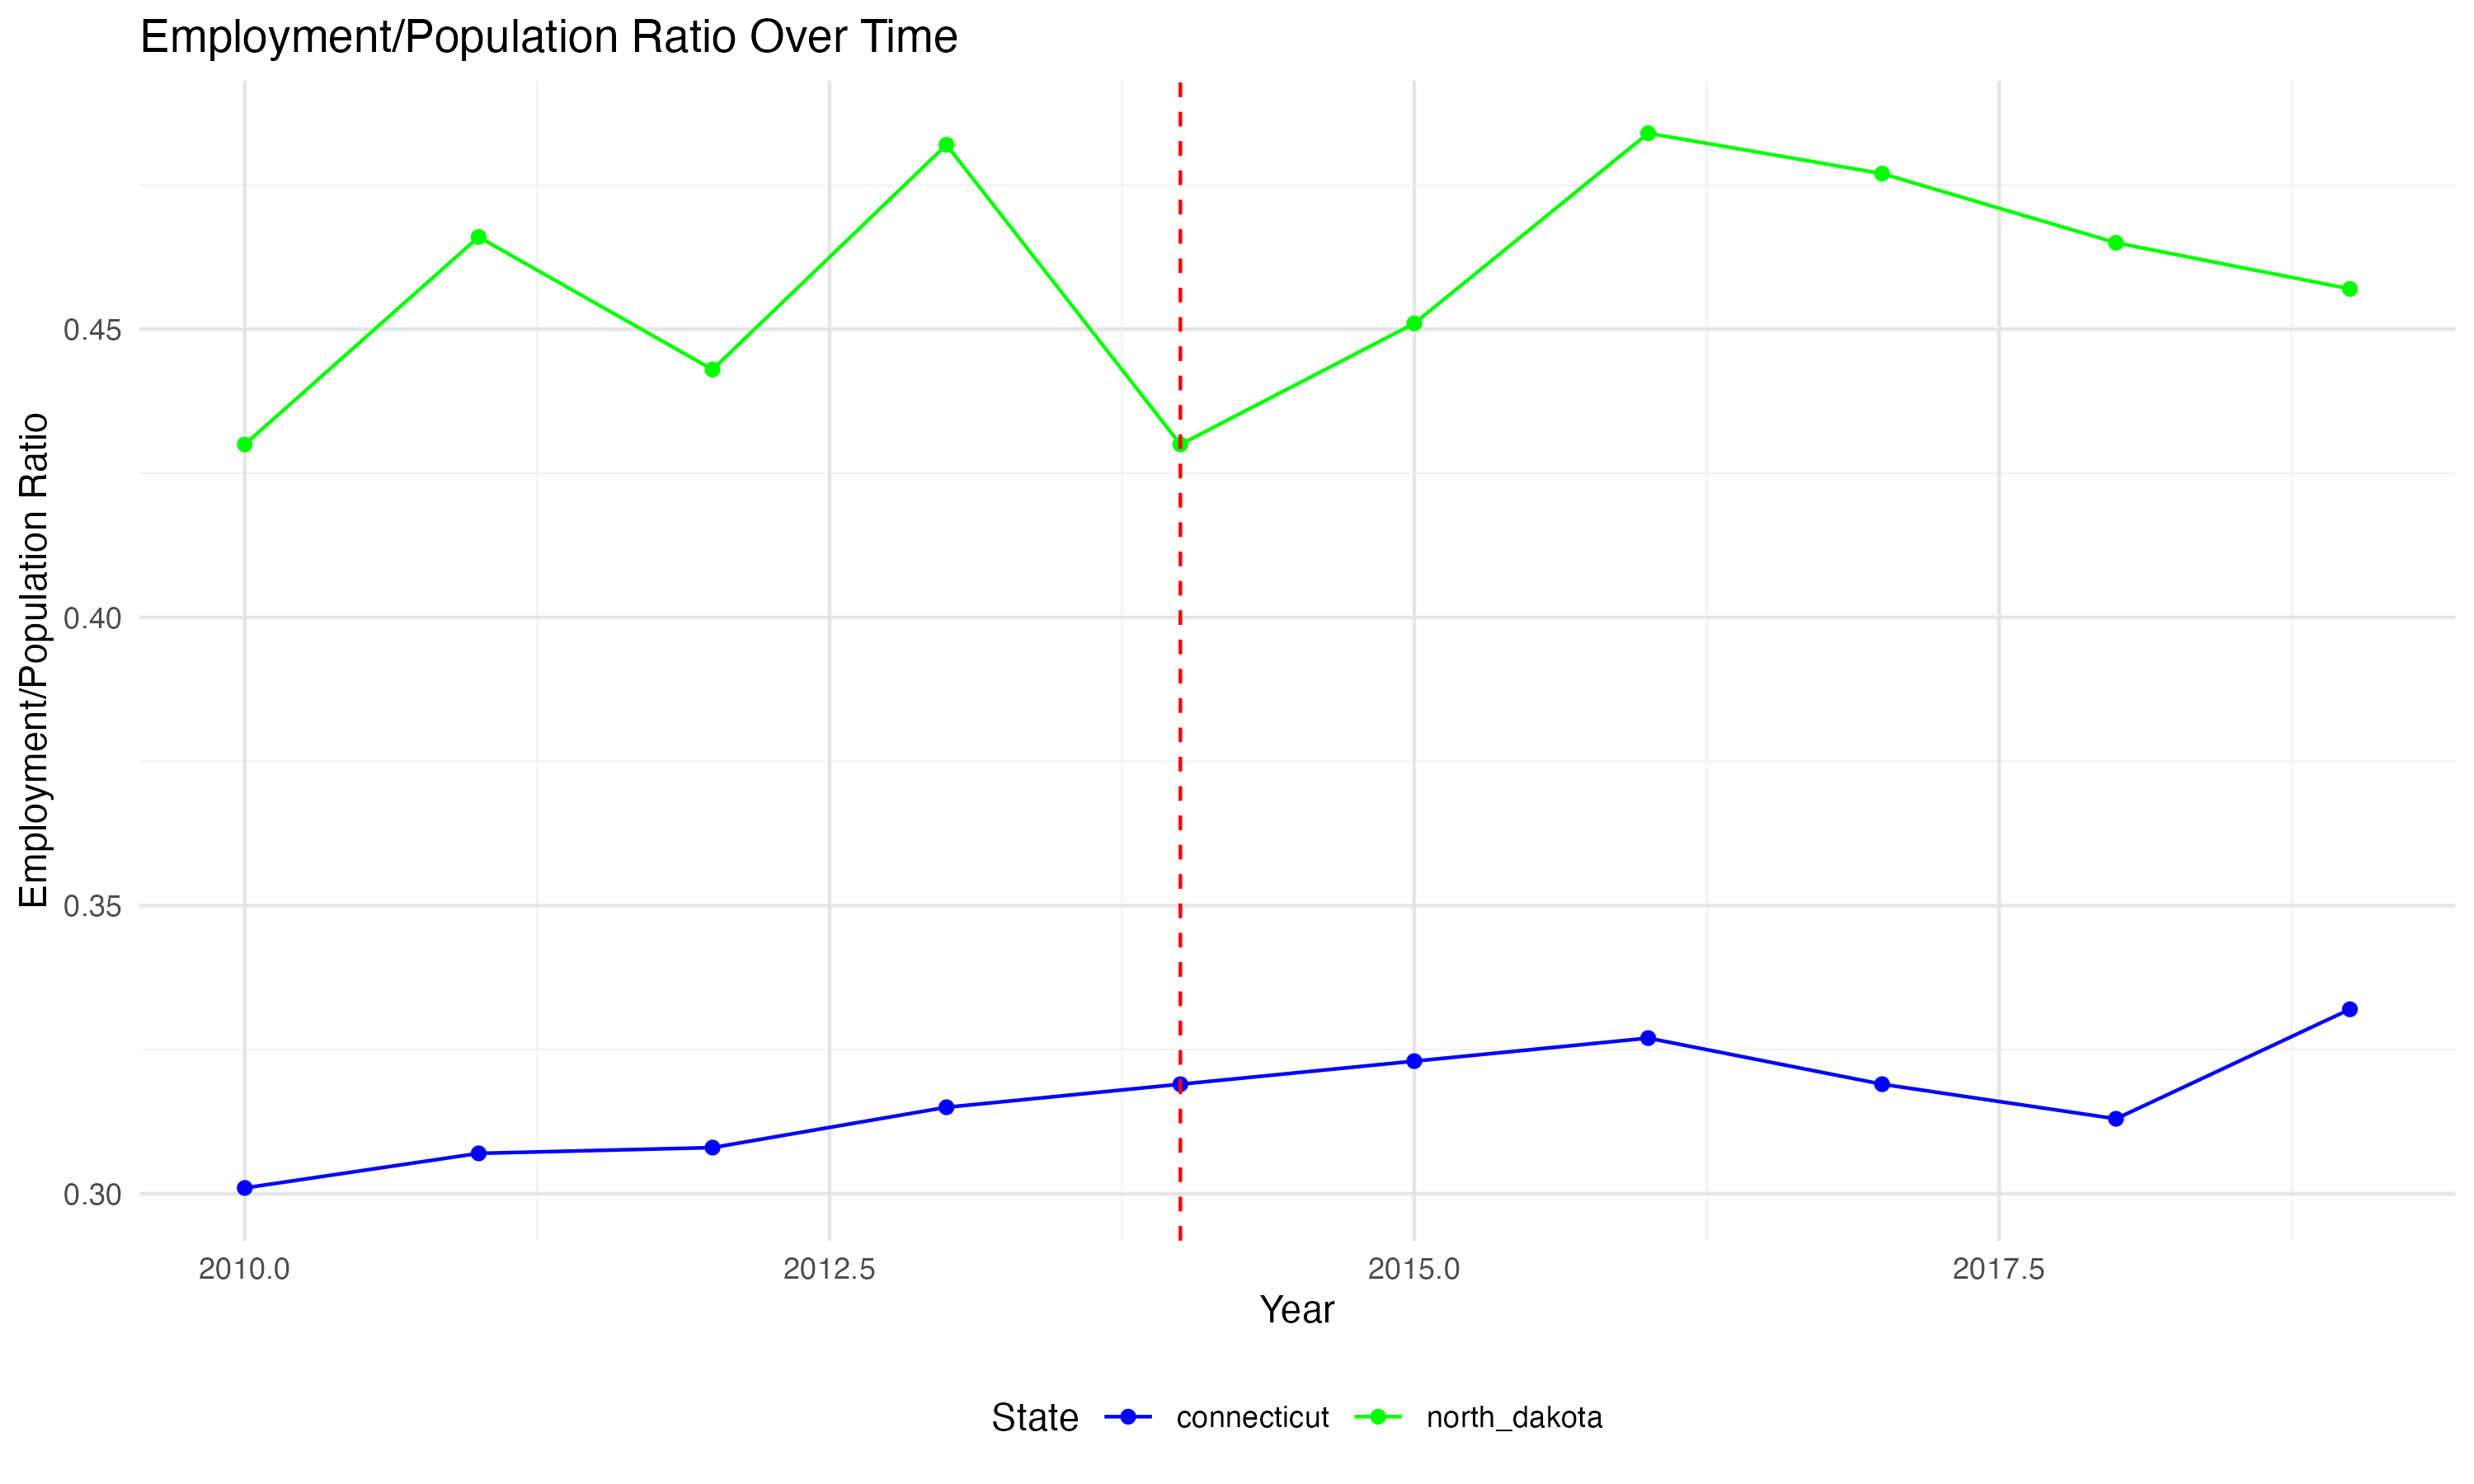 Employment/Population Ratio Over Time
Employment/Population Ratio
0.45
0.40
0.35
0.30
2010.0 2012.5 2015.0 2017.5
Year
State connecticut north_dakota